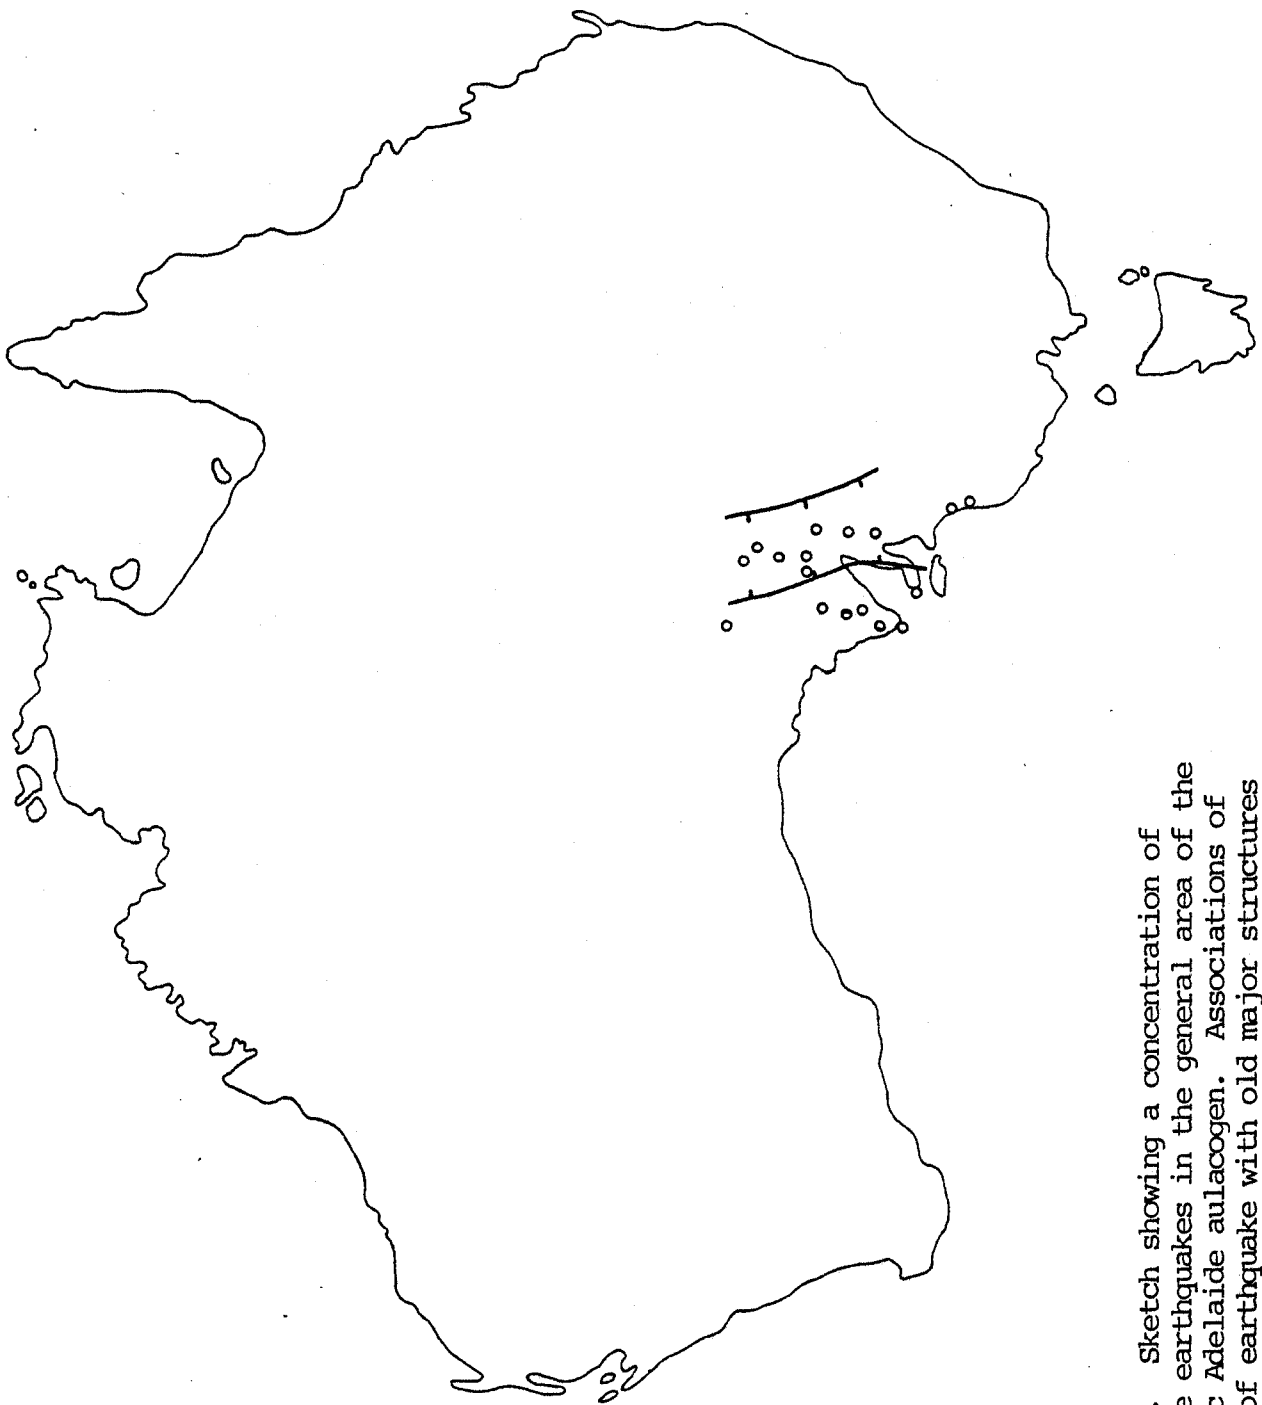 . Sketch showing a concentration of
e earthquakes in the general area of the
c Adelaide aulacogen. Associations of
of earthquake with old major structures